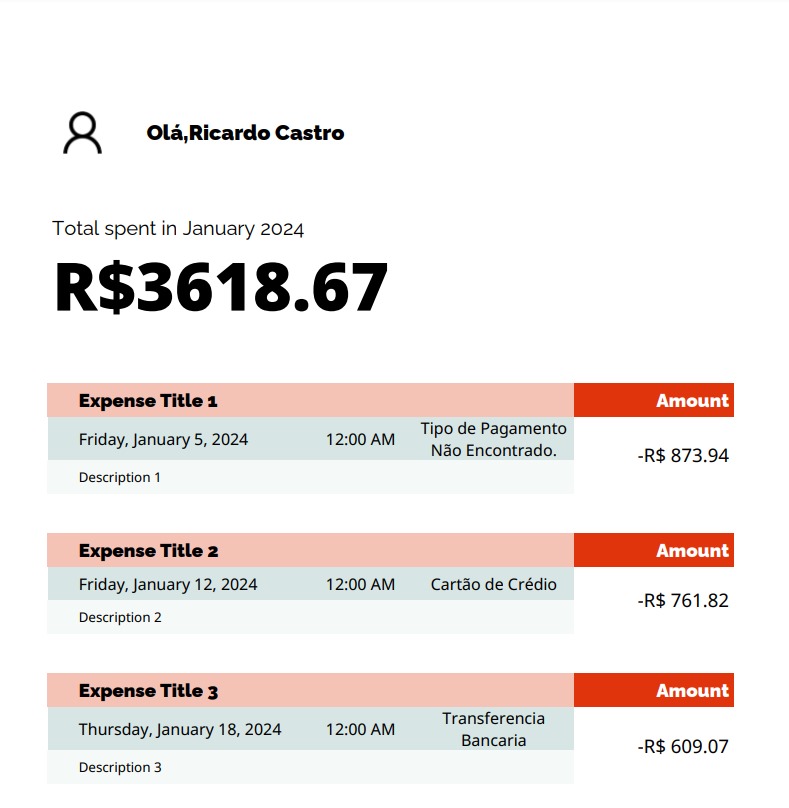 Olá,Ricardo Castro
Total spent in January 2024
R$3618.67
Expense Title 1 Amount
Friday, January 5, 2024 12:00 AM Tipo de Pagamento
Não Encontrado.
-R$ 873.94
Description 1
Expense Title 2 Amount
Friday, January 12, 2024 12:00 AM Cartão de Crédio
-R$ 761.82
Description 2
Expense Title 3 Amount
Thursday, January 18, 2024 12:00 AM Transferencia
Bancaria
-R$ 609.07
Description 3